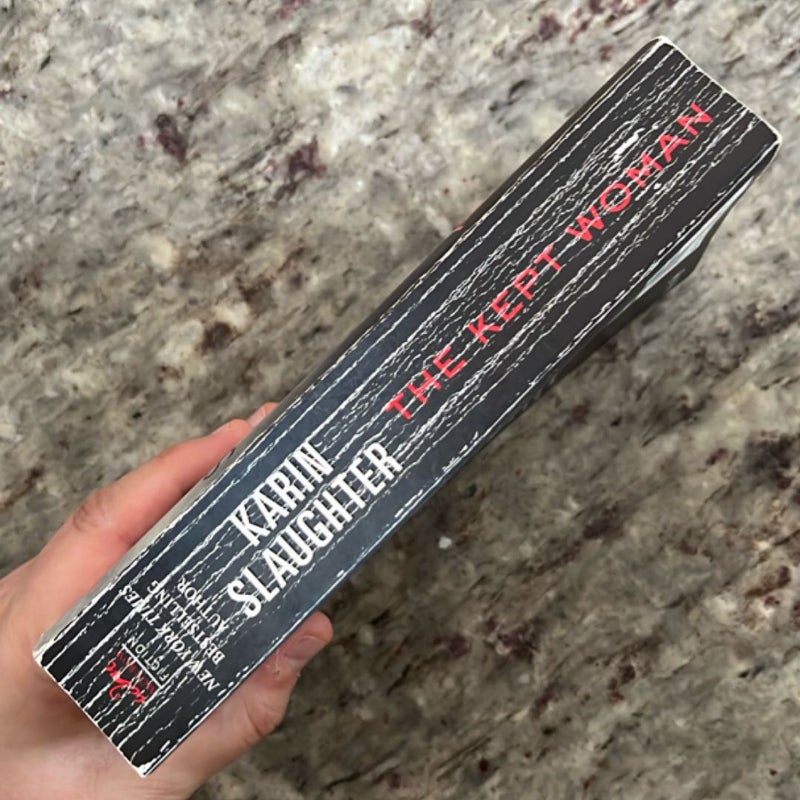 NEW YORK TIMES
BESTSELLING
AUTHOR
KARIN
SLAUGHTER
THE KEPT WOMAN
FICTION